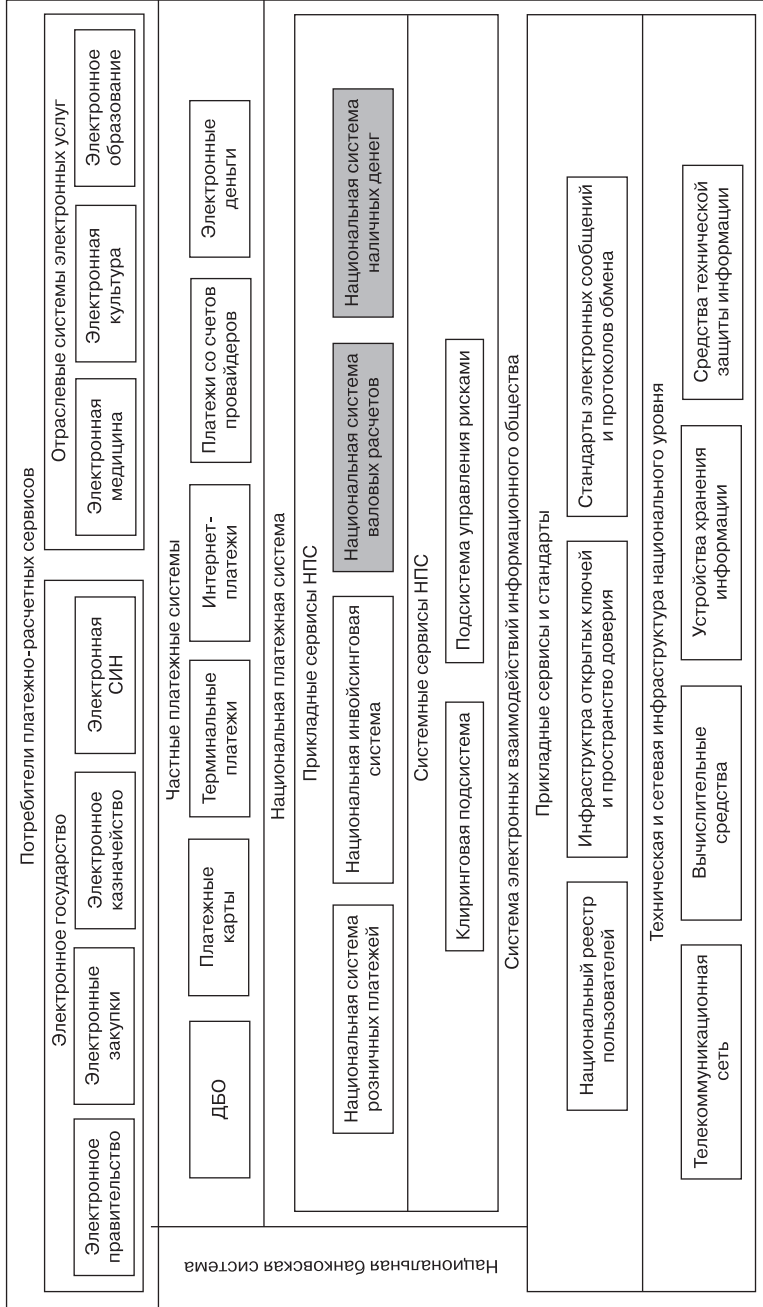 Потребители платежно-расчетных сервисов
Электронное государство
Электронное
правительство
Электронные
закупки
Электронное
казначейство
Электронная
СИН
Отраслевые системы электронных услуг
Электронная
медицина
Электронная
культура
Электронное
образование
Национальная банковская система
Частные платежные системы
ДБО
Платежные
карты
Терминальные
платежи
Интернет-
платежи
Платежи со счетов
провайдеров
Электронные
деньги
Национальная платежная система
Прикладные сервисы НПС
Национальная система
розничных платежей
Национальная инвойсинговая
система
Национальная система
валовых расчетов
Национальная система
наличных денег
Системные сервисы НПС
Клиринговая подсистема
Подсистема управления рисками
Система электронных взаимодействий информационного общества
Прикладные сервисы и стандарты
Национальный реестр
пользователей
Инфраструктра открытых ключей
и пространство доверия
Стандарты электронных сообщений
и протоколов обмена
Техническая и сетевая инфраструктура национального уровня
Телекоммуникационная
сеть
Вычислительные
средства
Устройства хранения
информации
Средства технической
защиты информации